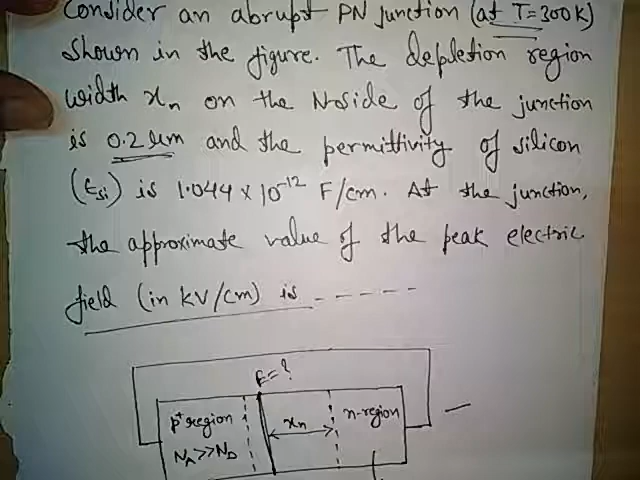 Consider an abrupt PN junction (at T=300K)
Shown in the figure. The depletion region
width xn on the N-side of the junction
is 0.2 μm and the permittivity of silicon
(εsi) is 1.044 x 10^-12 F/cm. At the junction,
the approximate value of the peak electric
field (in kV/cm) is -----
E=?
p+ region
xn
n-region
NA>>ND